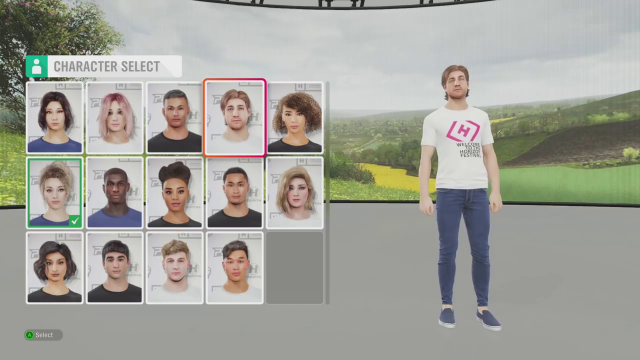 CHARACTER SELECT
H
WELCOME
TO THE
HORIZON
FESTIVAL
A Select